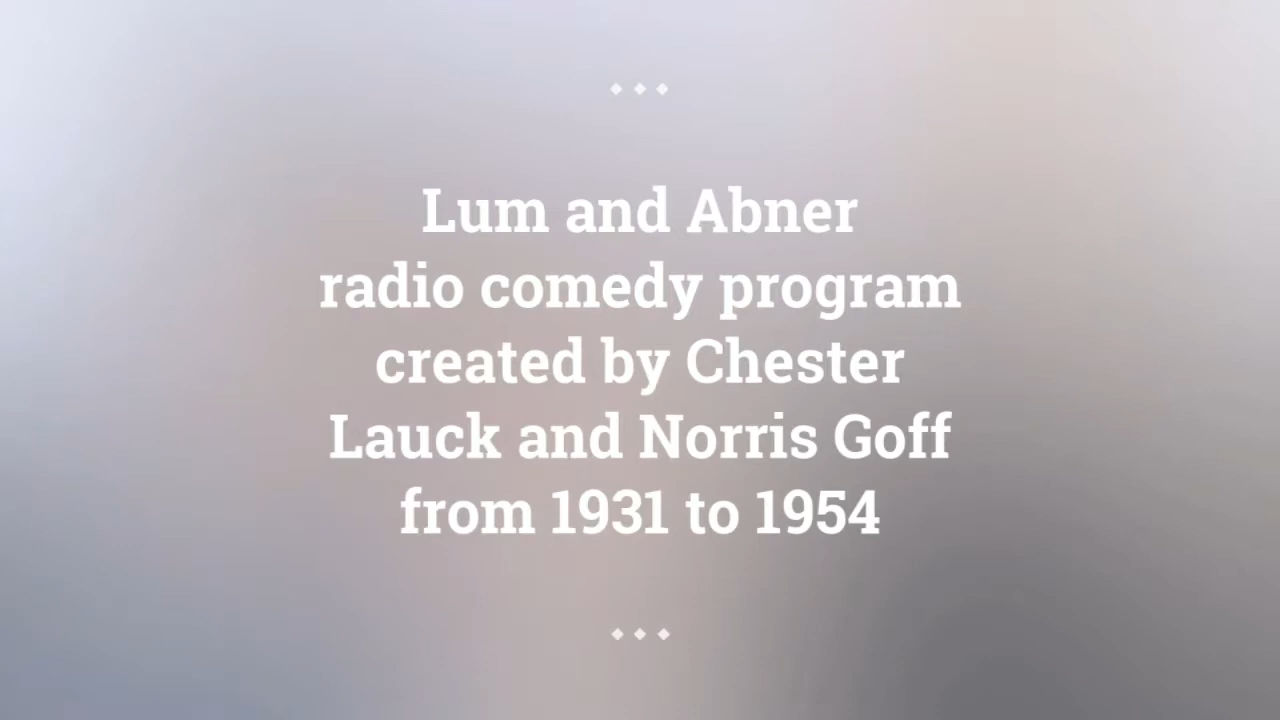 Lum and Abner
radio comedy program
created by Chester
Lauck and Norris Goff
from 1931 to 1954